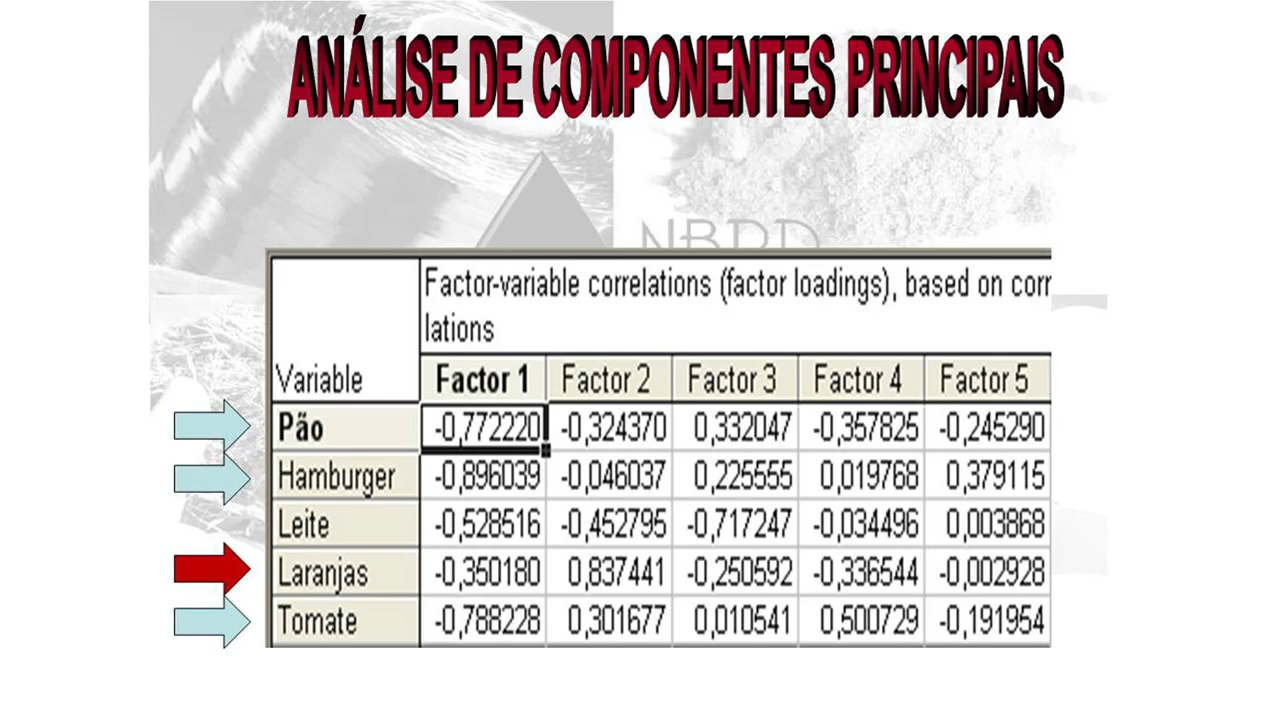 ANÁLISE DE COMPONENTES PRINCIPAIS
NBDD
Factor-variable correlations (factor loadings), based on corr
lations
Variable Factor 1 Factor 2 Factor 3 Factor 4 Factor 5
Pão -0,772220 -0,324370 0,332047 -0,357825 -0,245290
Hamburger -0,896039 -0,046037 0,225555 0,019768 0,379115
Leite -0,528516 -0,452795 -0,717247 -0,034496 0,003868
Laranjas -0,350180 0,837441 -0,250592 -0,336544 -0,002928
Tomate -0,788228 0,301677 0,010541 0,500729 -0,191954